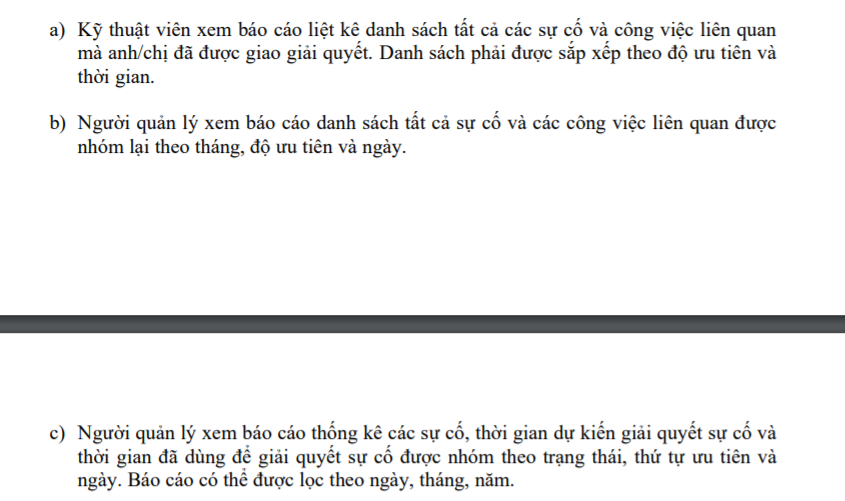 a) Kỹ thuật viên xem báo cáo liệt kê danh sách tất cả các sự cố và công việc liên quan
mà anh/chị đã được giao giải quyết. Danh sách phải được sắp xếp theo độ ưu tiên và
thời gian.
b) Người quản lý xem báo cáo danh sách tất cả sự cố và các công việc liên quan được
nhóm lại theo tháng, độ ưu tiên và ngày.
c) Người quản lý xem báo cáo thống kê các sự cố, thời gian dự kiến giải quyết sự cố và
thời gian đã dùng để giải quyết sự cố được nhóm theo trạng thái, thứ tự ưu tiên và
ngày. Báo cáo có thể được lọc theo ngày, tháng, năm.